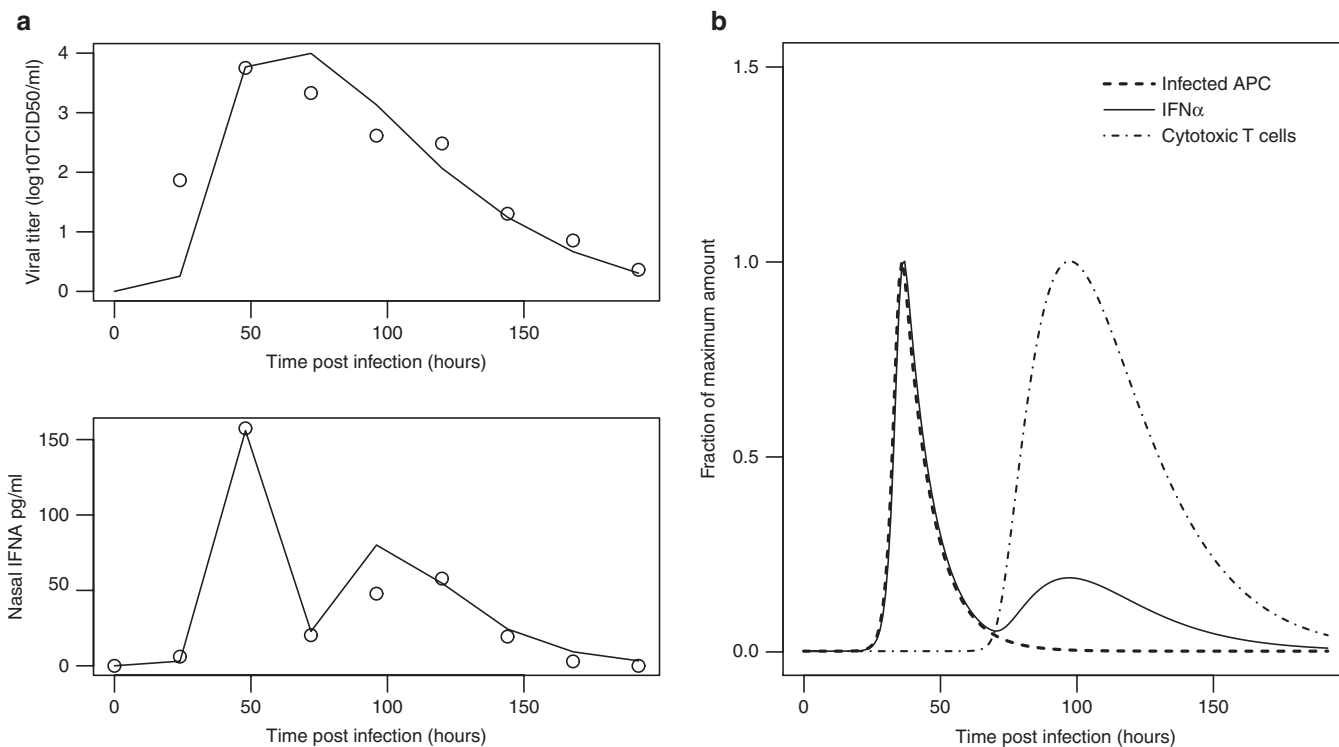 a
Viral titer (log10TCID50/ml)
4
3
2
1
0
0 50 100 150
Time post infection (hours)
Nasal IFNA pg/ml
150
100
50
0
0 50 100 150
Time post infection (hours)
b
Fraction of maximum amount
1.5
1.0
0.5
0.0
Infected APC
IFNα
Cytotoxic T cells
0 50 100 150
Time post infection (hours)